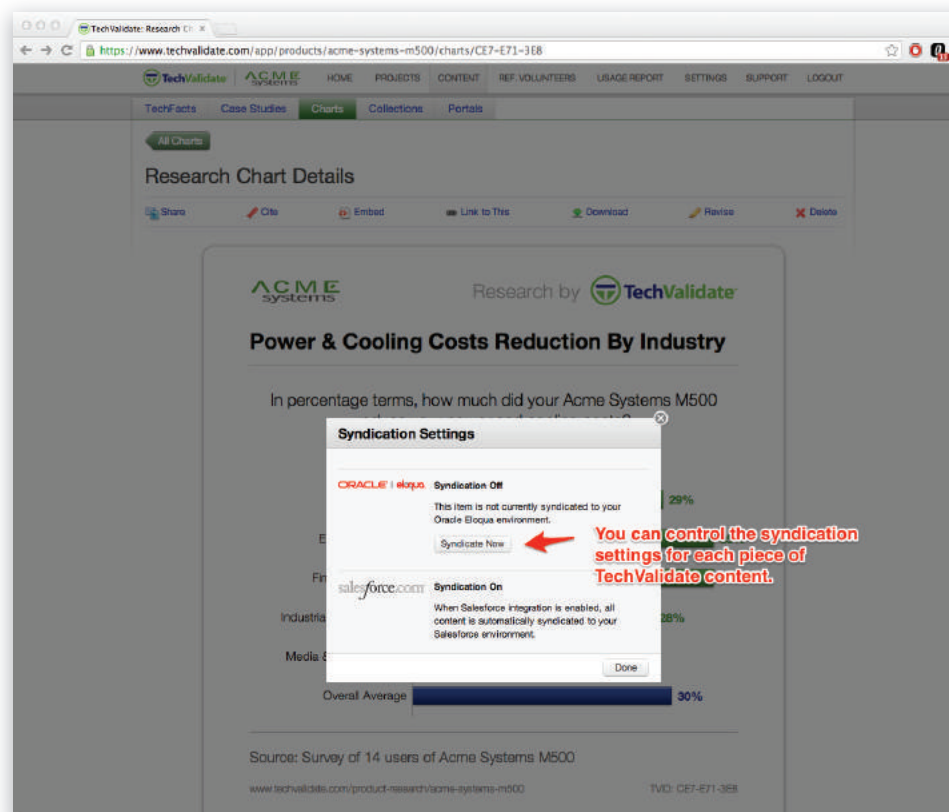 TechValidate: Research Ch
https://www.techvalidate.com/app/products/acme-systems-m500/charts/CE7-E71-3E8
TechValidate ACME systems HOME PROJECTS CONTENT REF. VOLUNTEERS USAGE REPORT SETTINGS SUPPORT LOGOUT
TechFacts Case Studies Charts Collections Portals
All Charts
Research Chart Details
Share Cite Embed Link to This Download Revise Delete
ACME systems Research by TechValidate
Power & Cooling Costs Reduction By Industry
In percentage terms, how much did your Acme Systems M500
Syndication Settings
ORACLE | eloqua Syndication Off
This item is not currently syndicated to your
Oracle Eloqua environment.
29%
Syndicate Now
You can control the syndication
settings for each piece of
TechValidate content.
salesforce.com Syndication On
When Salesforce integration is enabled, all
content is automatically syndicated to your
Salesforce environment.
Industria
28%
Media &
Done
Overall Average 30%
Source: Survey of 14 users of Acme Systems M500
www.techvalidate.com/product-research/acme-systems-m500 TVID: CE7-E71-3E8